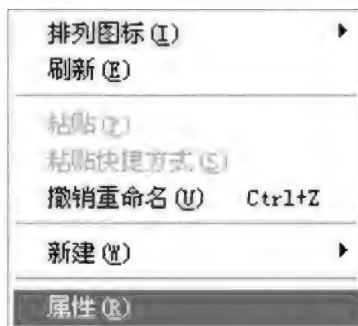 排列图标(I)
刷新(E)
粘贴(P)
粘贴快捷方式(S)
撤销重命名(U) Ctrl+Z
新建(W)
属性(R)